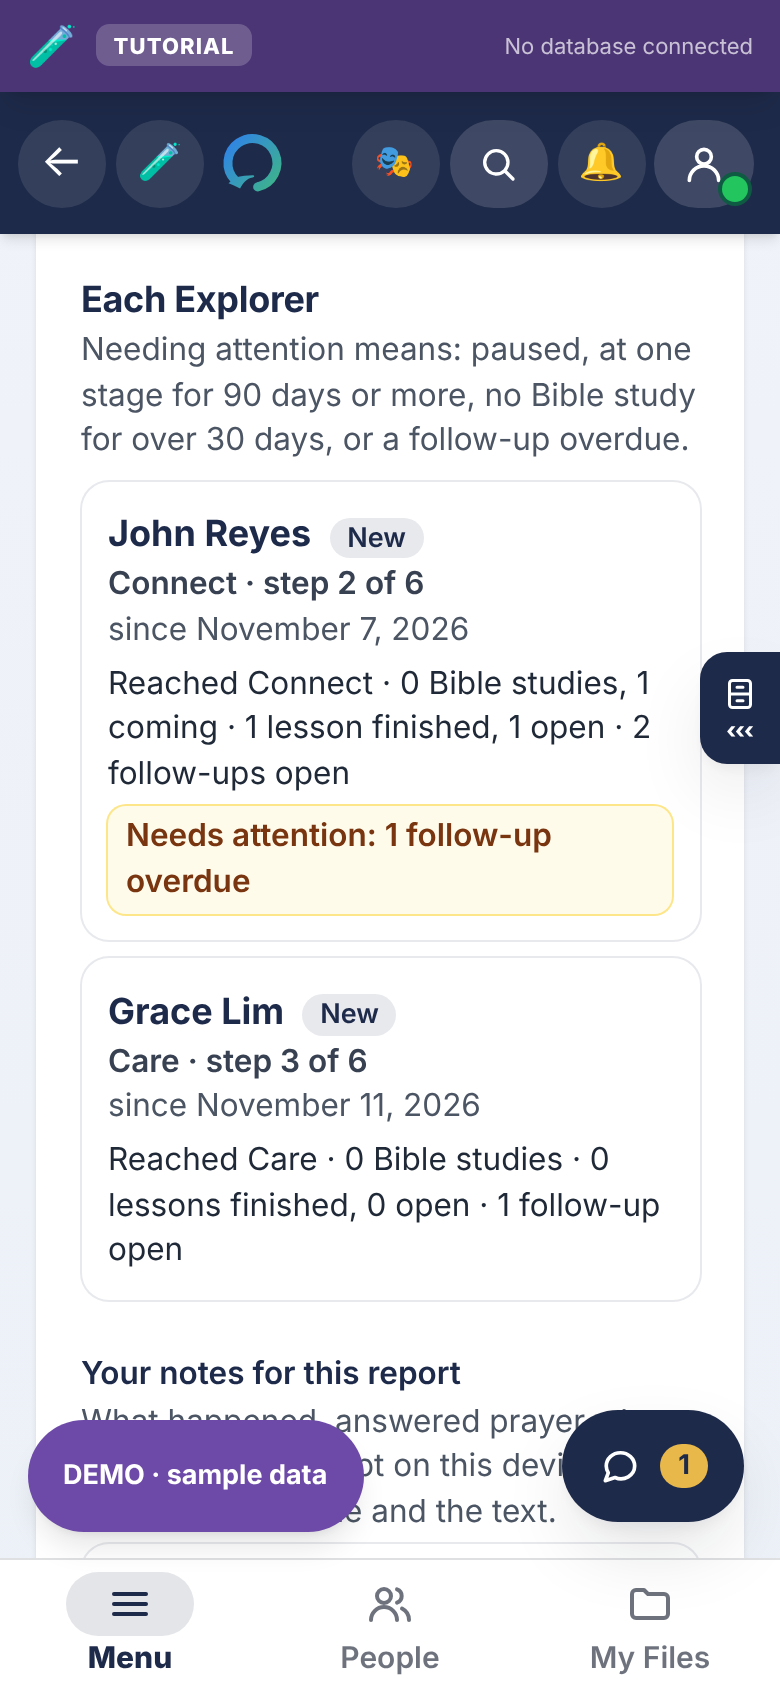 TUTORIAL
No database connected
Each Explorer
Needing attention means: paused, at one
stage for 90 days or more, no Bible study
for over 30 days, or a follow-up overdue.
John Reyes New
Connect · step 2 of 6
since November 7, 2026
Reached Connect · 0 Bible studies, 1
coming · 1 lesson finished, 1 open · 2
follow-ups open
Needs attention: 1 follow-up
overdue
Grace Lim New
Care · step 3 of 6
since November 11, 2026
Reached Care · 0 Bible studies · 0
lessons finished, 0 open · 1 follow-up
open
Your notes for this report
answered prayer
on this
and the text.
DEMO · sample data
1
Menu
People
My Files